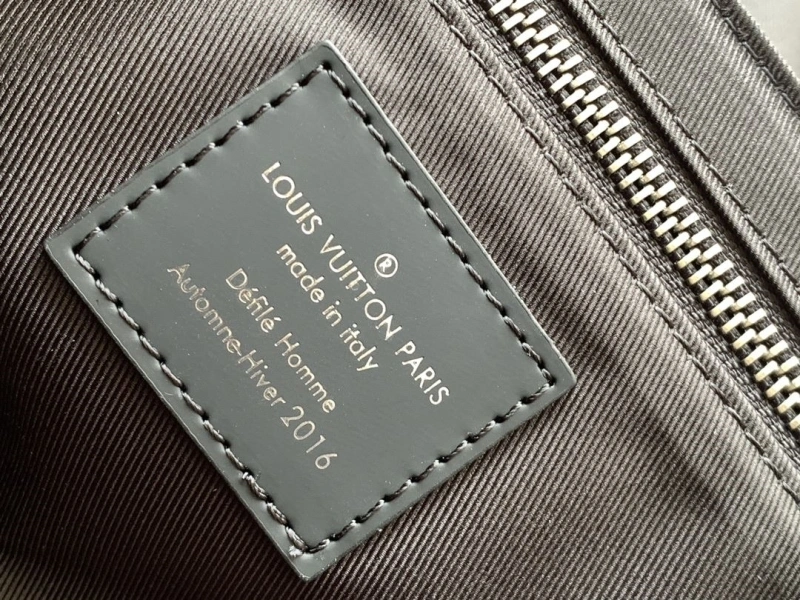 LOUIS VUITTON PARIS
®
made in italy
Défilé Homme
Automne-Hiver 2016